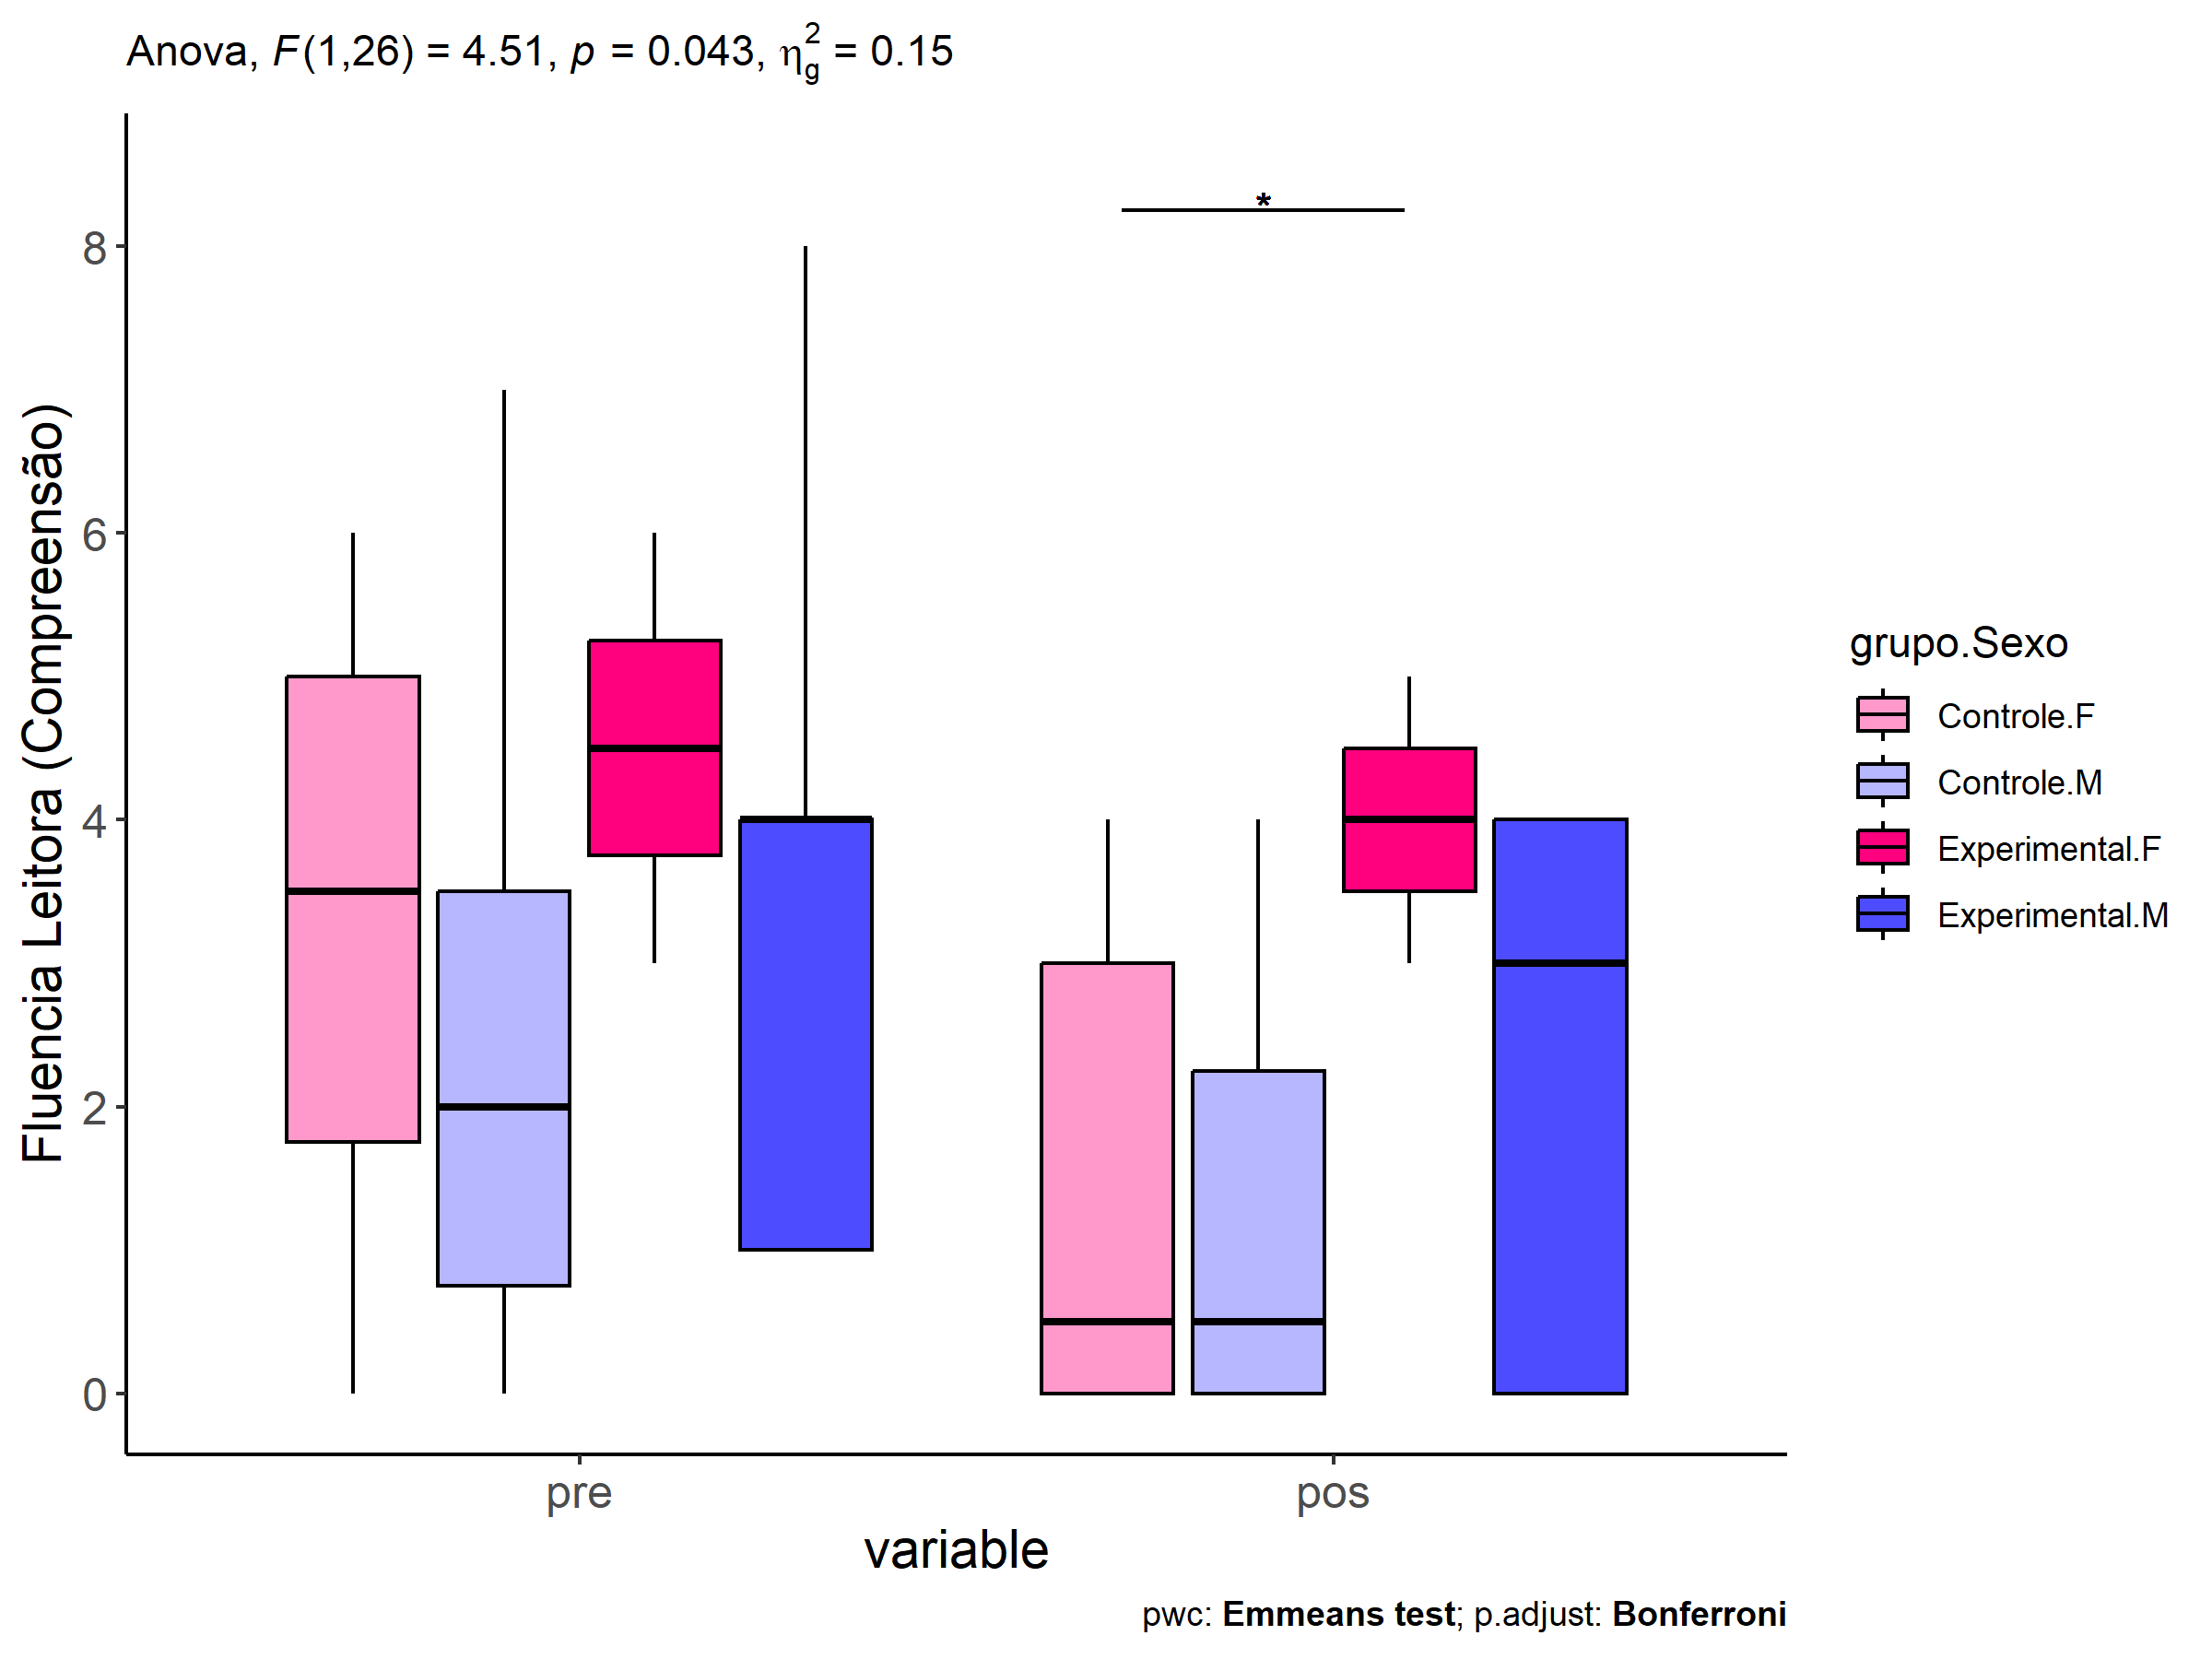 Anova, F(1,26) = 4.51, p = 0.043, η²g = 0.15
*
Fluencia Leitora (Compreensão)
8
6
4
2
0
pre
pos
variable
grupo.Sexo
Controle.F
Controle.M
Experimental.F
Experimental.M
pwc: Emmeans test; p.adjust: Bonferroni